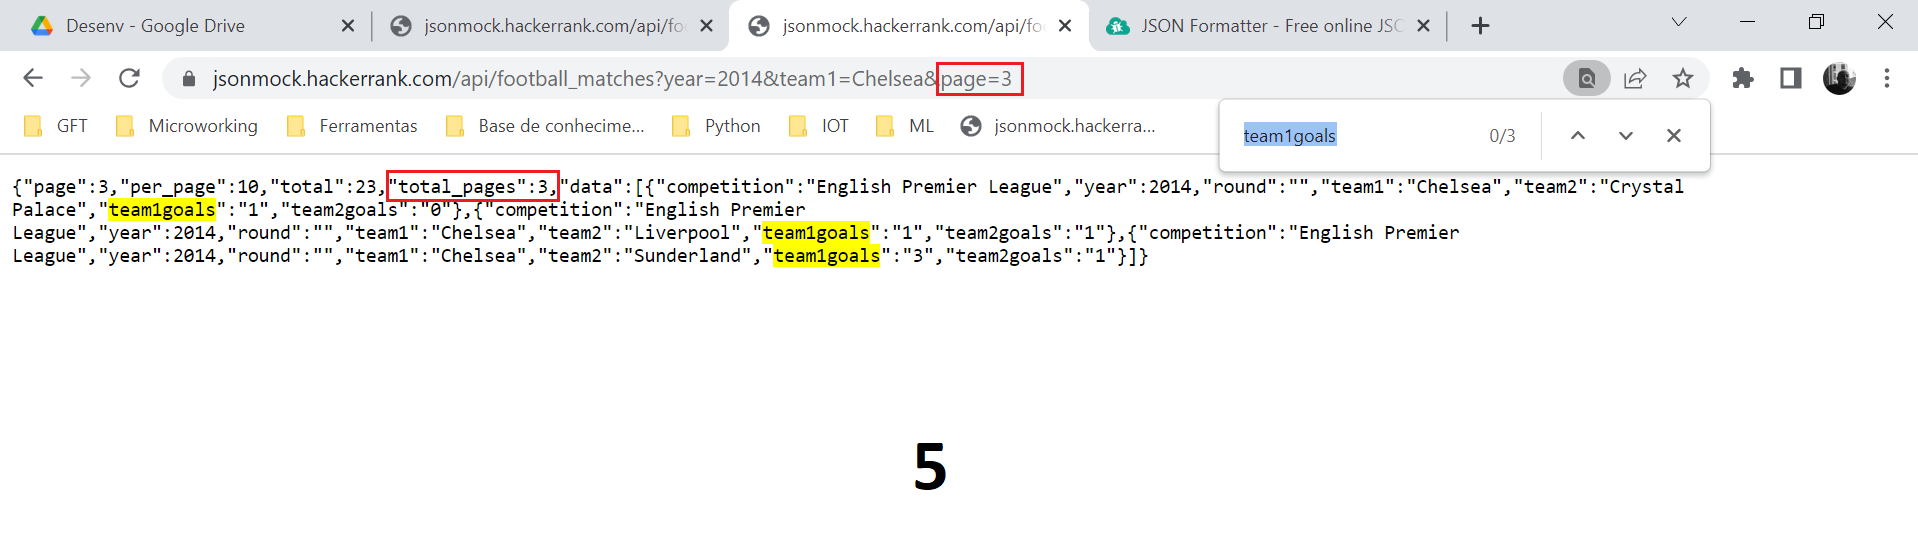 Desenv - Google Drive
jsonmock.hackerrank.com/api/fo
jsonmock.hackerrank.com/api/fo
JSON Formatter - Free online JSO
jsonmock.hackerrank.com/api/football_matches?year=2014&team1=Chelsea&page=3
GFT
Microworking
Ferramentas
Base de conhecime...
Python
IOT
ML
jsonmock.hackerra...
team1goals
0/3
{"page":3,"per_page":10,"total":23,"total_pages":3,"data":[{"competition":"English Premier League","year":2014,"round":"","team1":"Chelsea","team2":"Crystal
Palace","team1goals":"1","team2goals":"0"},{"competition":"English Premier
League","year":2014,"round":"","team1":"Chelsea","team2":"Liverpool","team1goals":"1","team2goals":"1"},{"competition":"English Premier
League","year":2014,"round":"","team1":"Chelsea","team2":"Sunderland","team1goals":"3","team2goals":"1"}]}
5